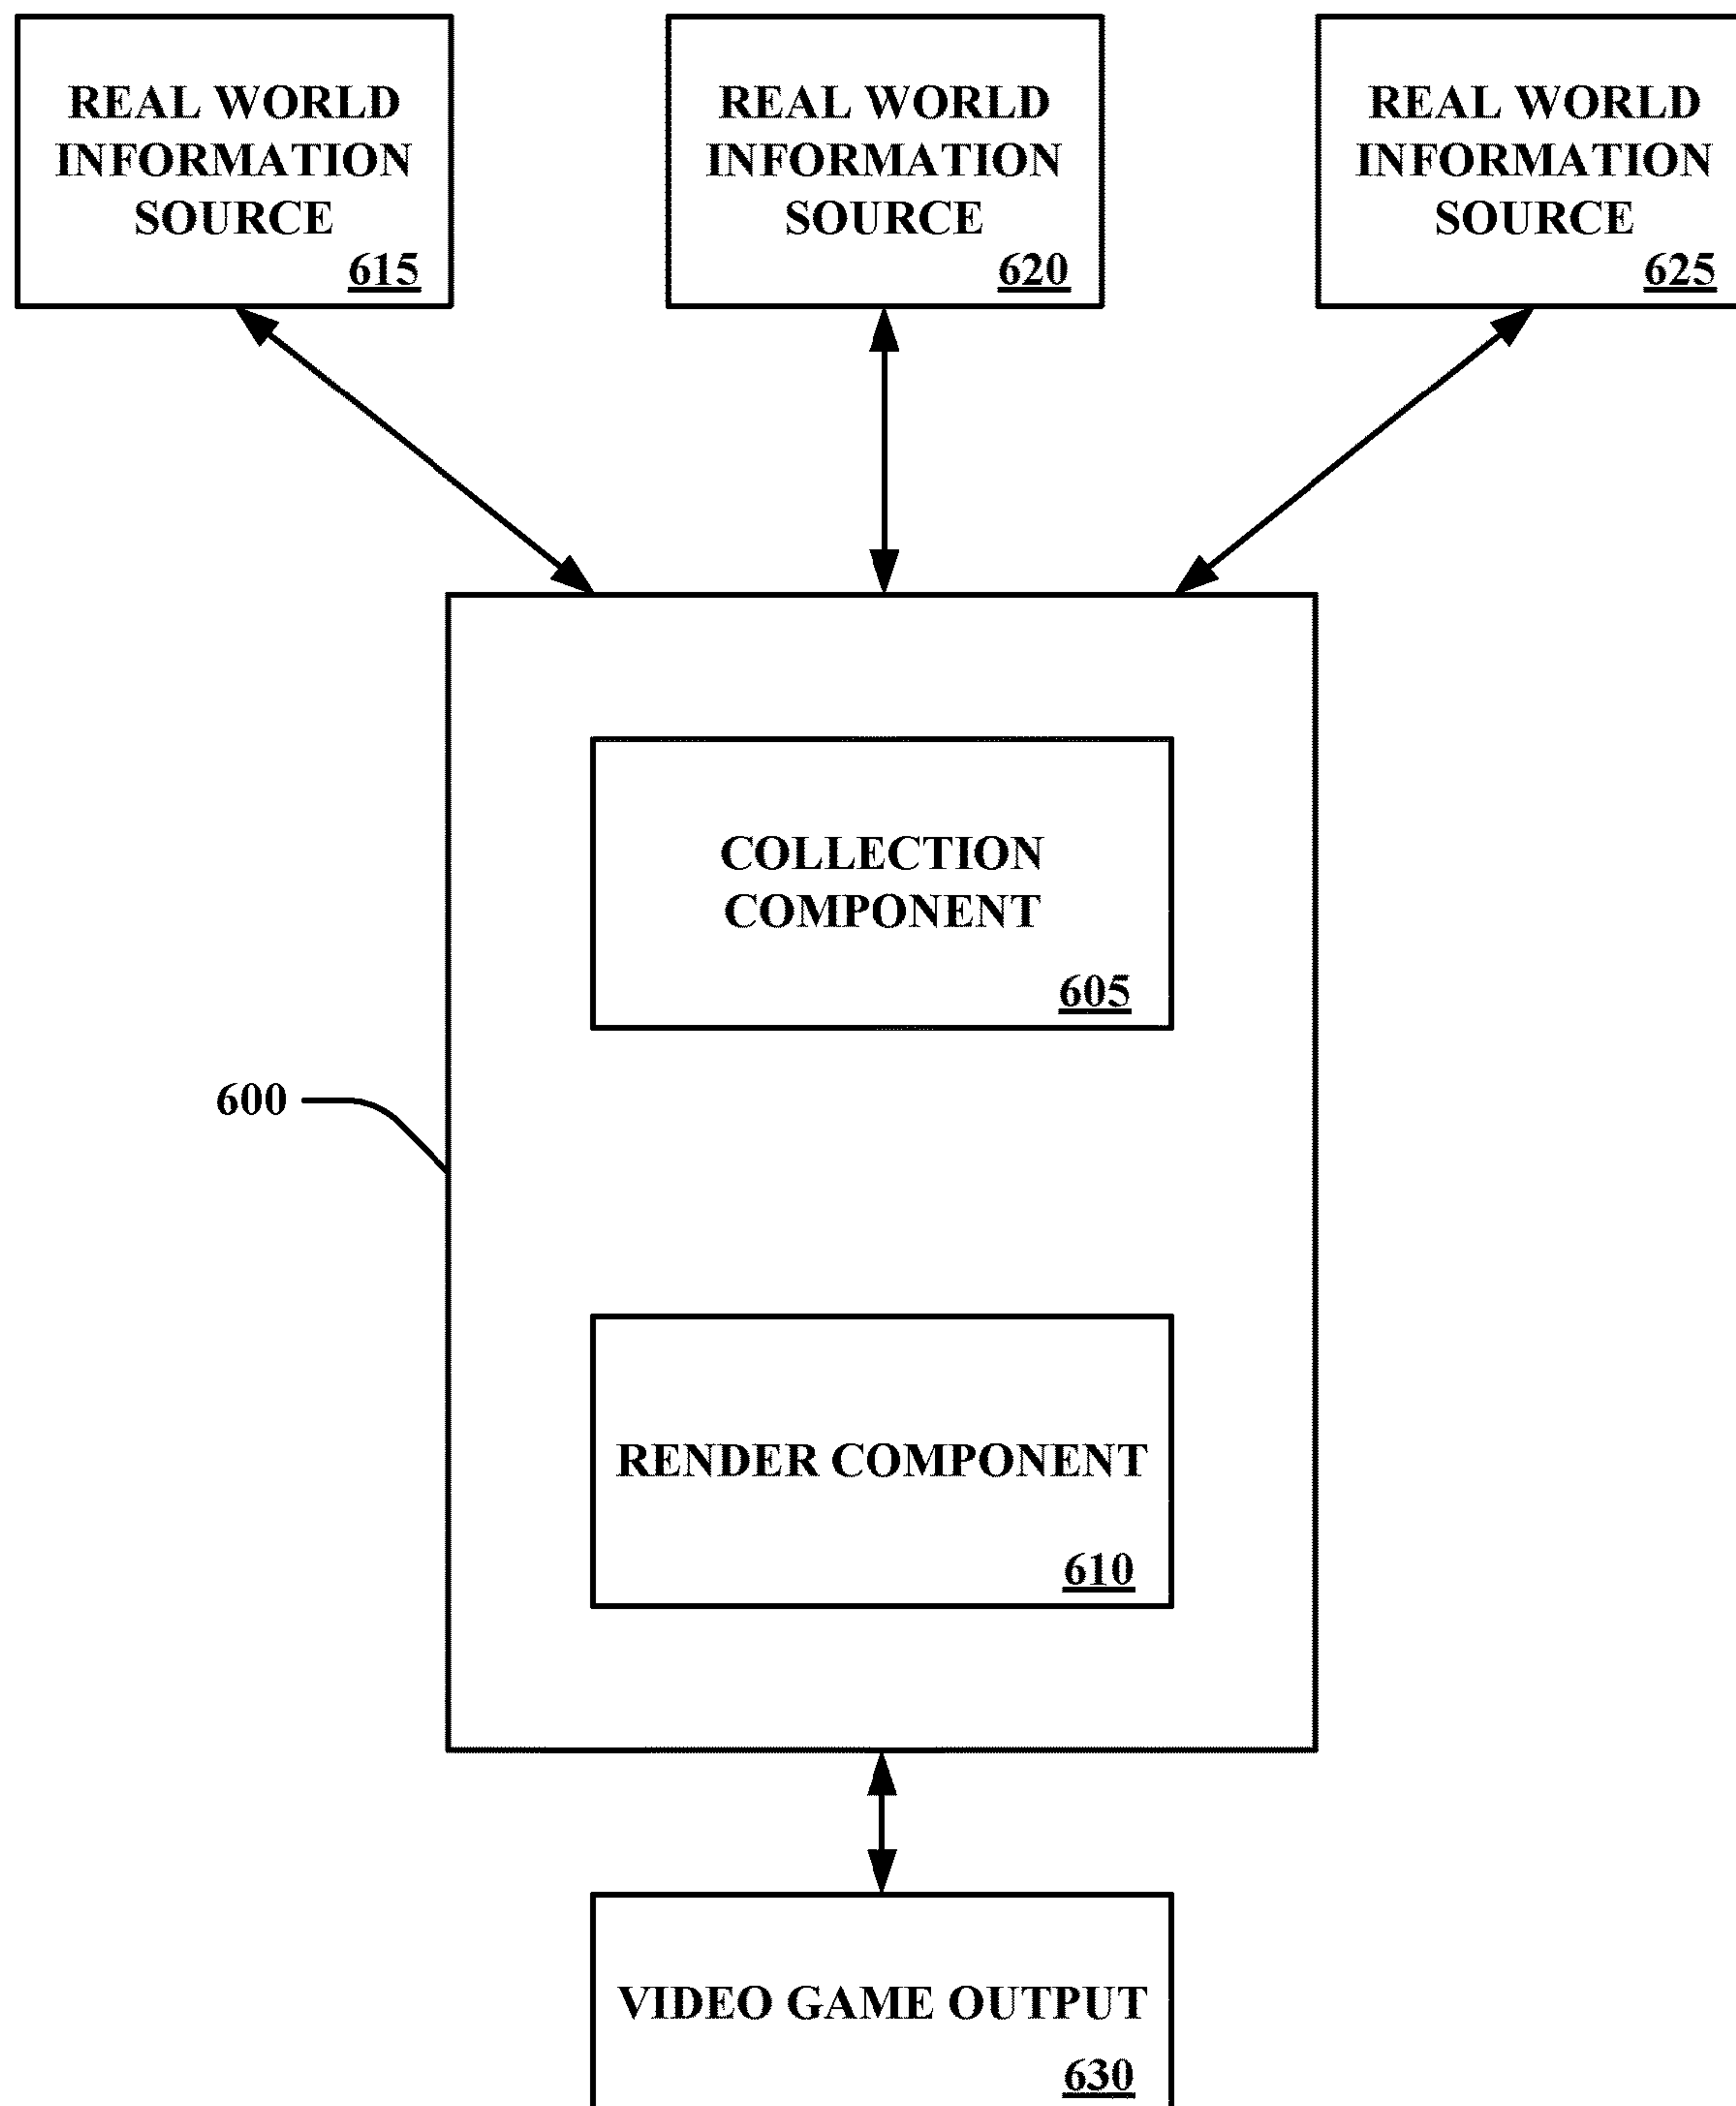 REAL WORLD
INFORMATION
SOURCE
615
REAL WORLD
INFORMATION
SOURCE
620
REAL WORLD
INFORMATION
SOURCE
625
COLLECTION
COMPONENT
605
600
RENDER COMPONENT
610
VIDEO GAME OUTPUT
630